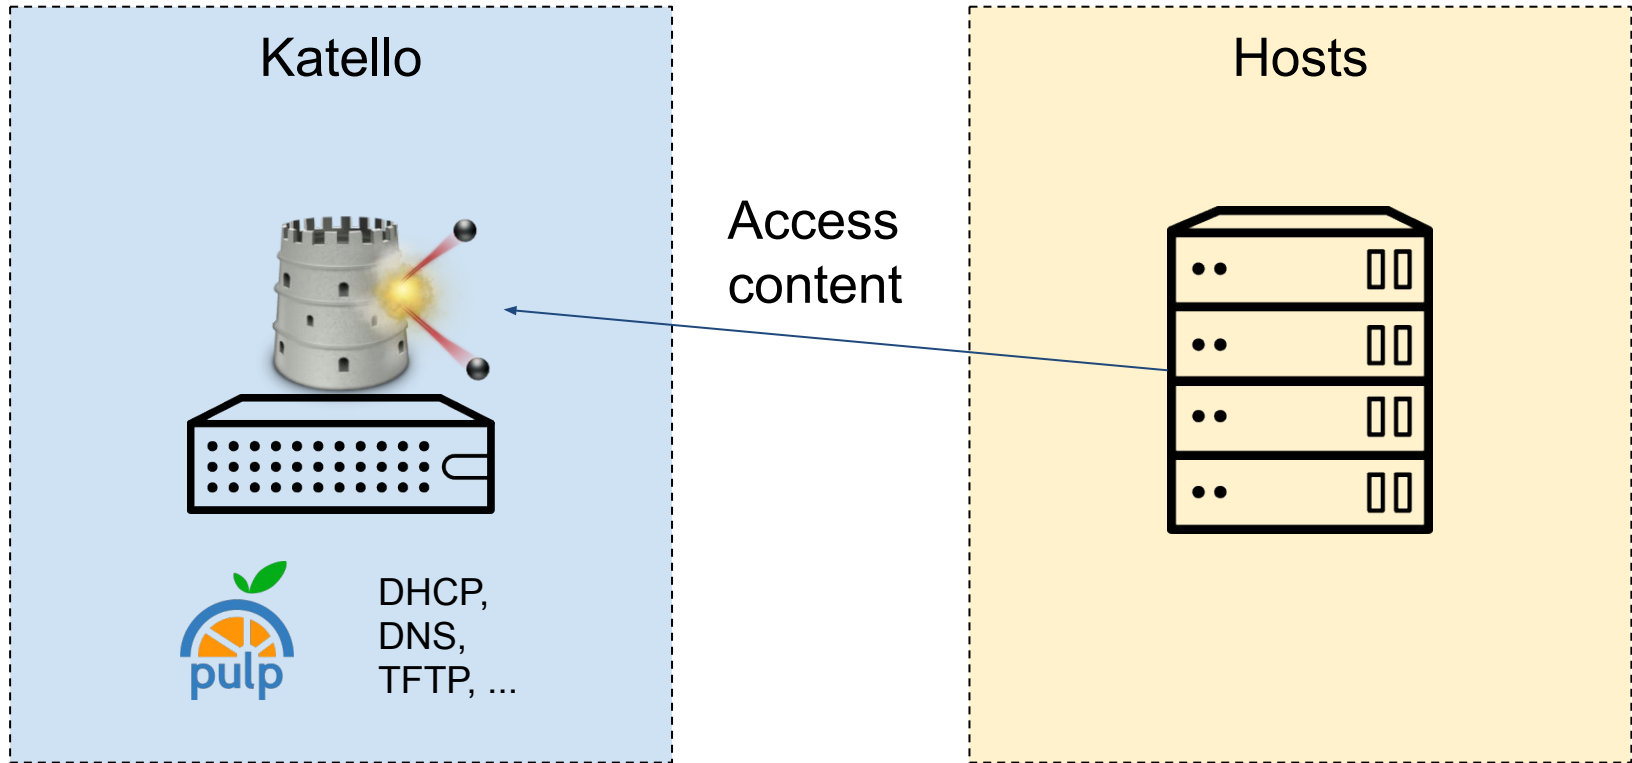 Katello
Hosts
Access
content
DHCP,
DNS,
TFTP, ...
pulp